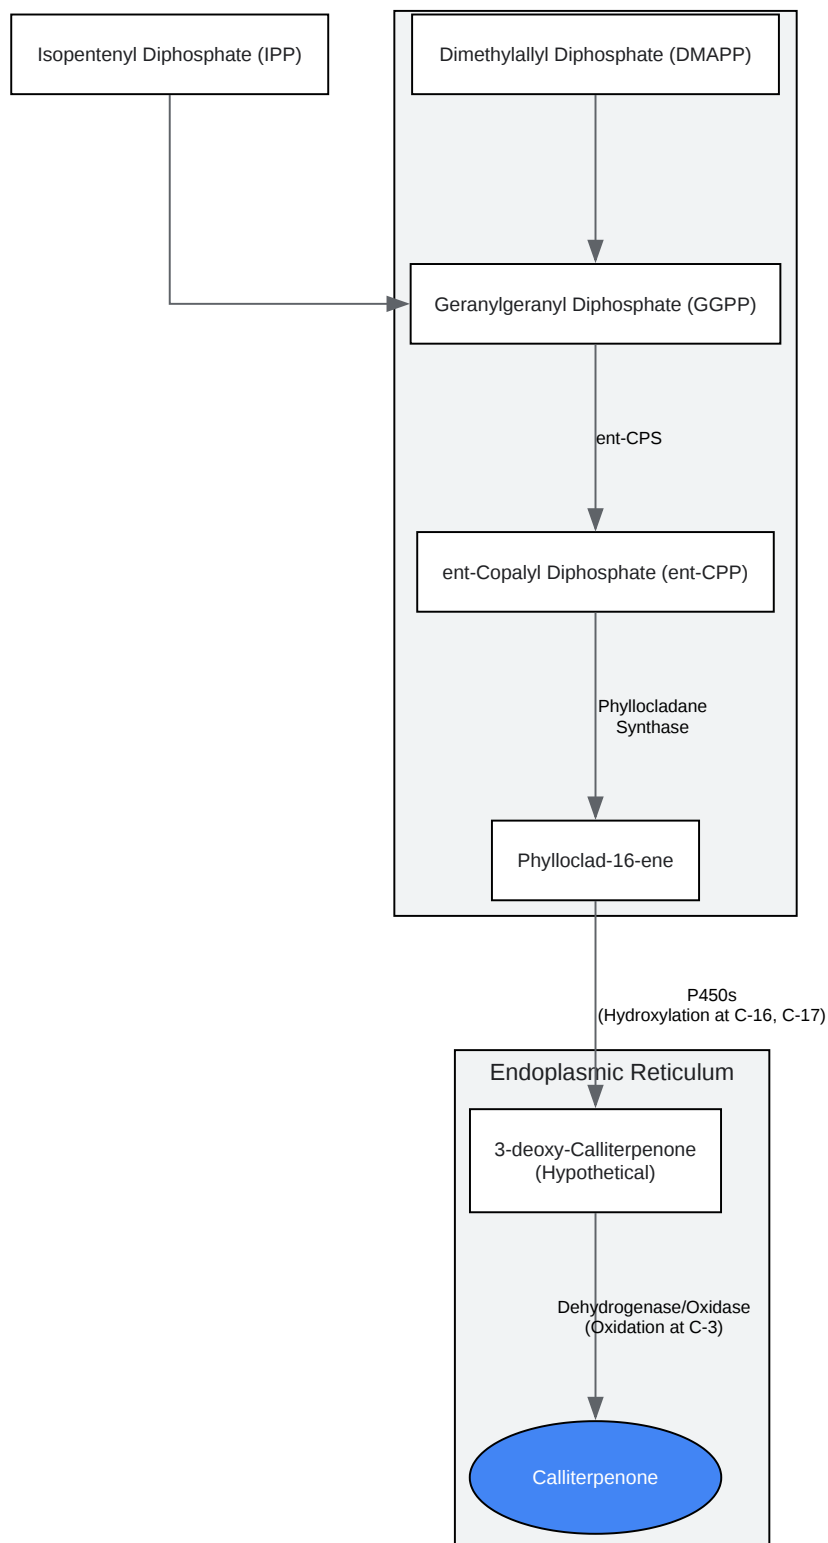 Isopentenyl Diphosphate (IPP)
Dimethylallyl Diphosphate (DMAPP)
Geranylgeranyl Diphosphate (GGPP)
ent-CPS
ent-Copalyl Diphosphate (ent-CPP)
Phyllocladane
Synthase
Phylloclad-16-ene
P450s
(Hydroxylation at C-16, C-17)
Endoplasmic Reticulum
3-deoxy-Calliterpenone
(Hypothetical)
Dehydrogenase/Oxidase
(Oxidation at C-3)
Calliterpenone